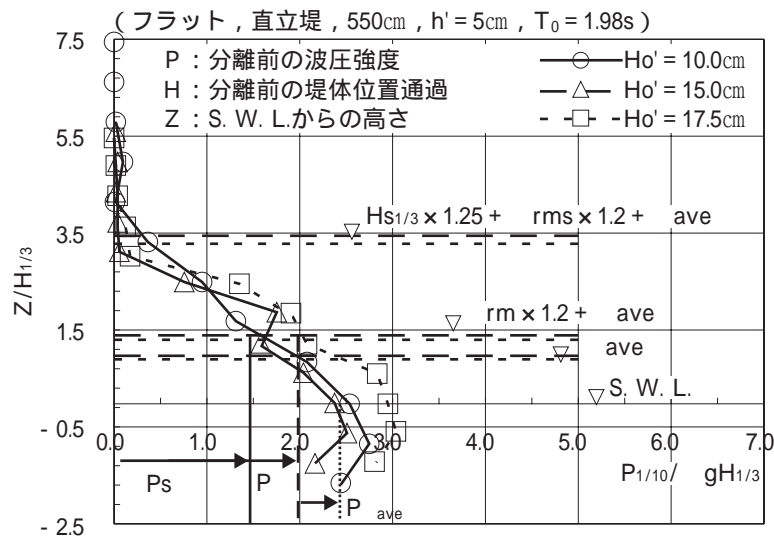 (フラット,直立堤,550㎝,h'=5㎝,T0=1.98s)
7.5
P:分離前の波圧強度
H:分離前の堤体位置通過
Z:S.W.L.からの高さ
Ho'=10.0㎝
Ho'=15.0㎝
Ho'=17.5㎝
5.5
Hs1/3×1.25+ rms×1.2+ ave
3.5
Z/H1/3
rm×1.2+ ave
1.5
ave
S.W.L.
-0.5
0.0 1.0 2.0 3.0 4.0 5.0 6.0 7.0
Ps
P
P1/10/ gH1/3
P ave
-2.5